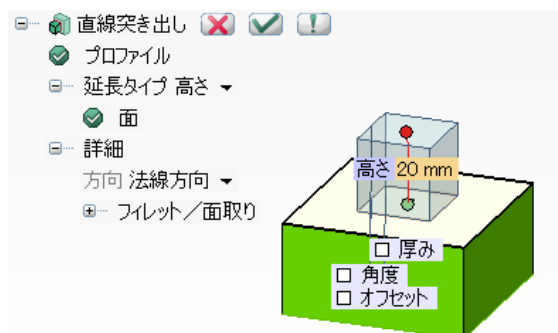 直線突き出し
プロファイル
延長タイプ 高さ
面
詳細
方向 法線方向
フィレット／面取り
高さ 20 mm
厚み
角度
オフセット